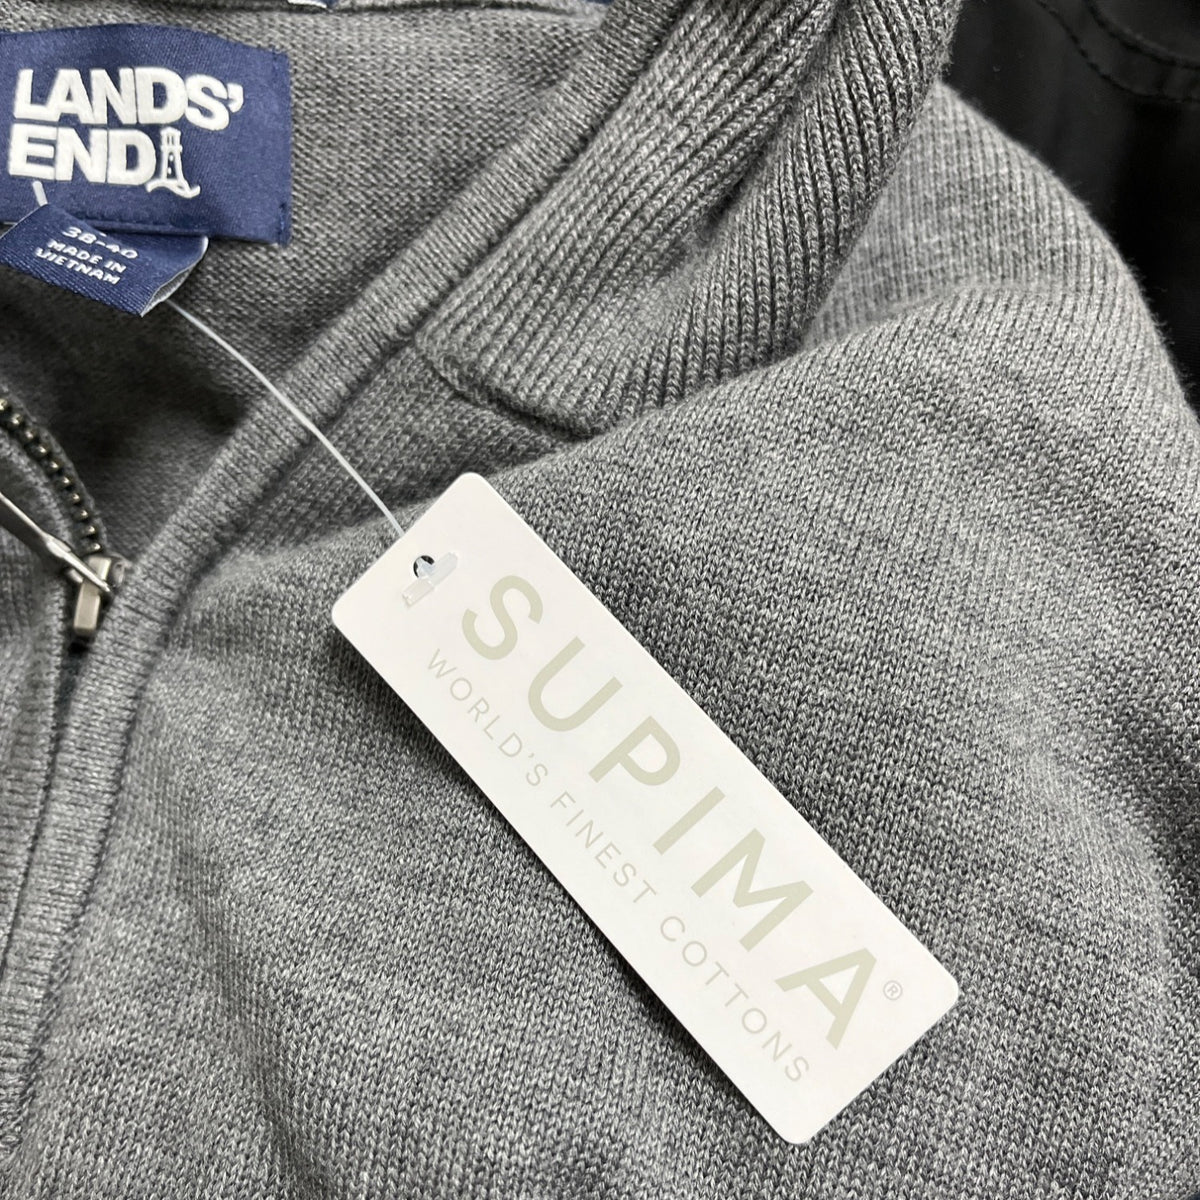 LANDS'
END
38-40
MADE IN
VIETNAM
SUPIMA®
WORLD'S FINEST COTTONS